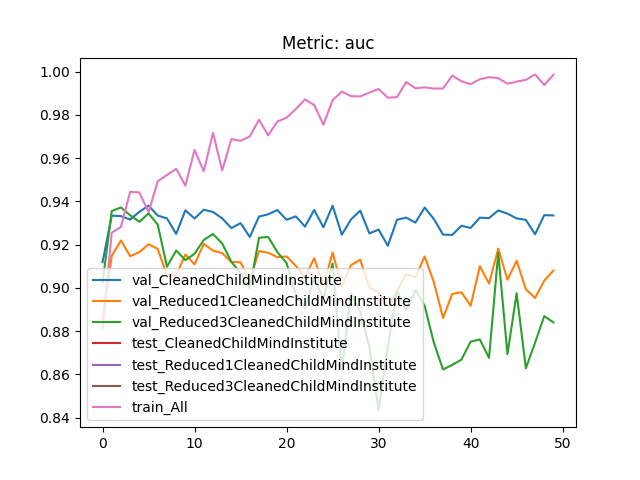 Metric: auc
1.00
0.98
0.96
0.94
0.92
0.90
0.88
0.86
0.84
val_CleanedChildMindInstitute
val_Reduced1CleanedChildMindInstitute
val_Reduced3CleanedChildMindInstitute
test_CleanedChildMindInstitute
test_Reduced1CleanedChildMindInstitute
test_Reduced3CleanedChildMindInstitute
train_All
0 10 20 30 40 50